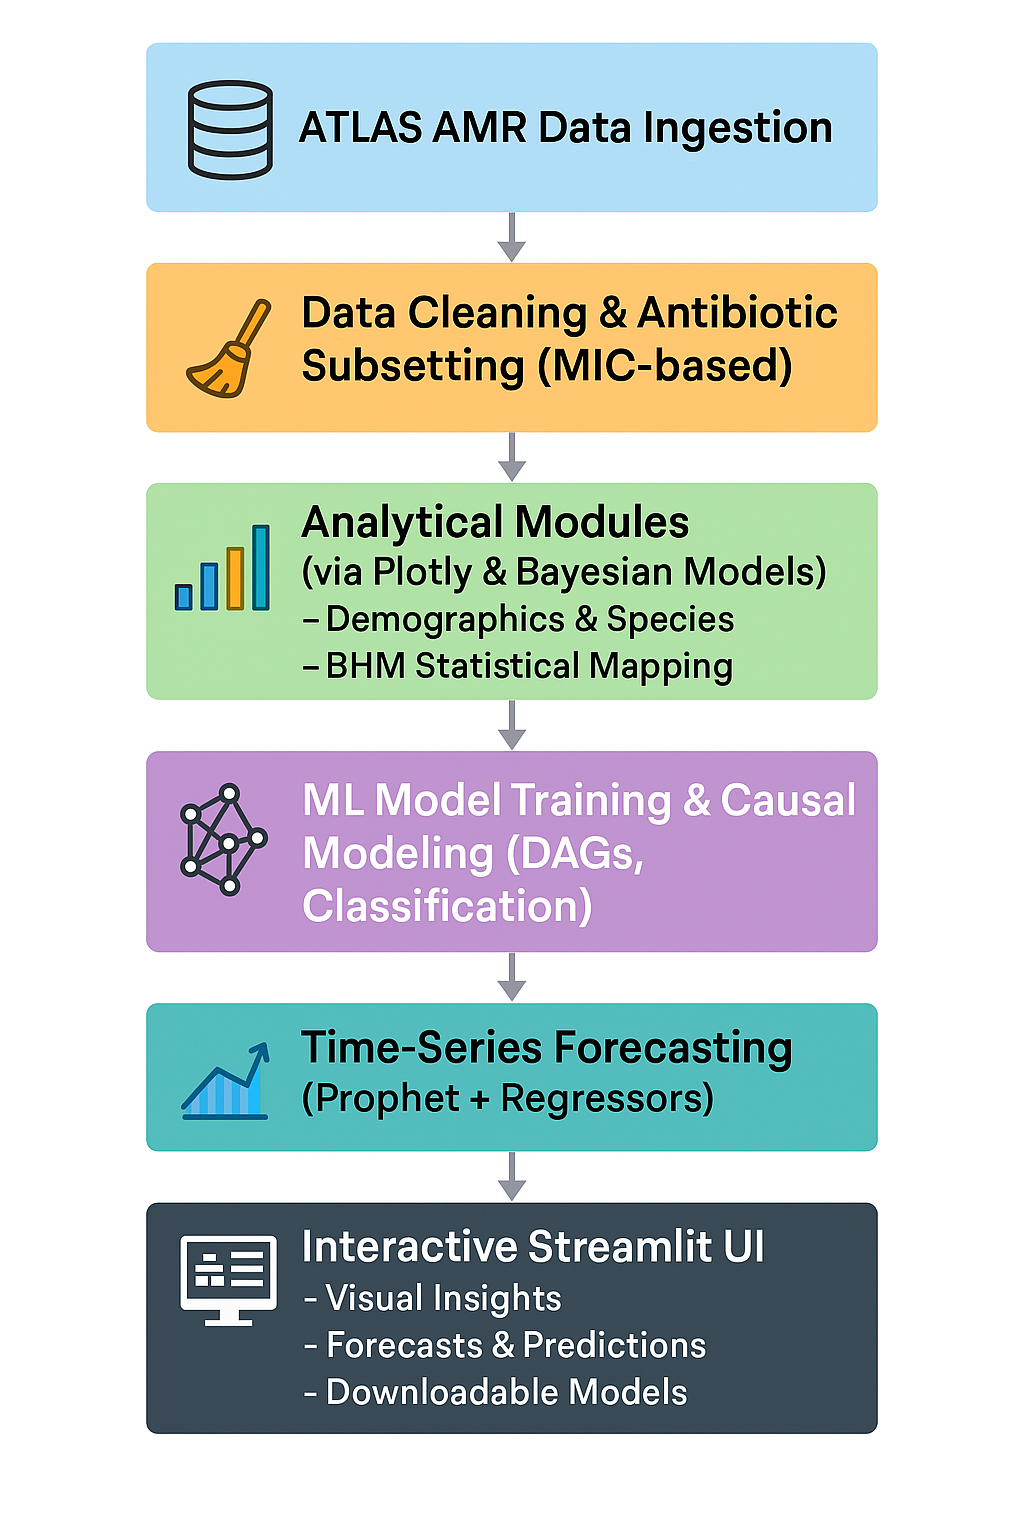 ATLAS AMR Data Ingestion
Data Cleaning & Antibiotic
Subsetting (MIC-based)
Analytical Modules
(via Plotly & Bayesian Models)
– Demographics & Species
– BHM Statistical Mapping
ML Model Training & Causal
Modeling (DAGs,
Classification)
Time-Series Forecasting
(Prophet + Regressors)
Interactive Streamlit UI
- Visual Insights
- Forecasts & Predictions
- Downloadable Models